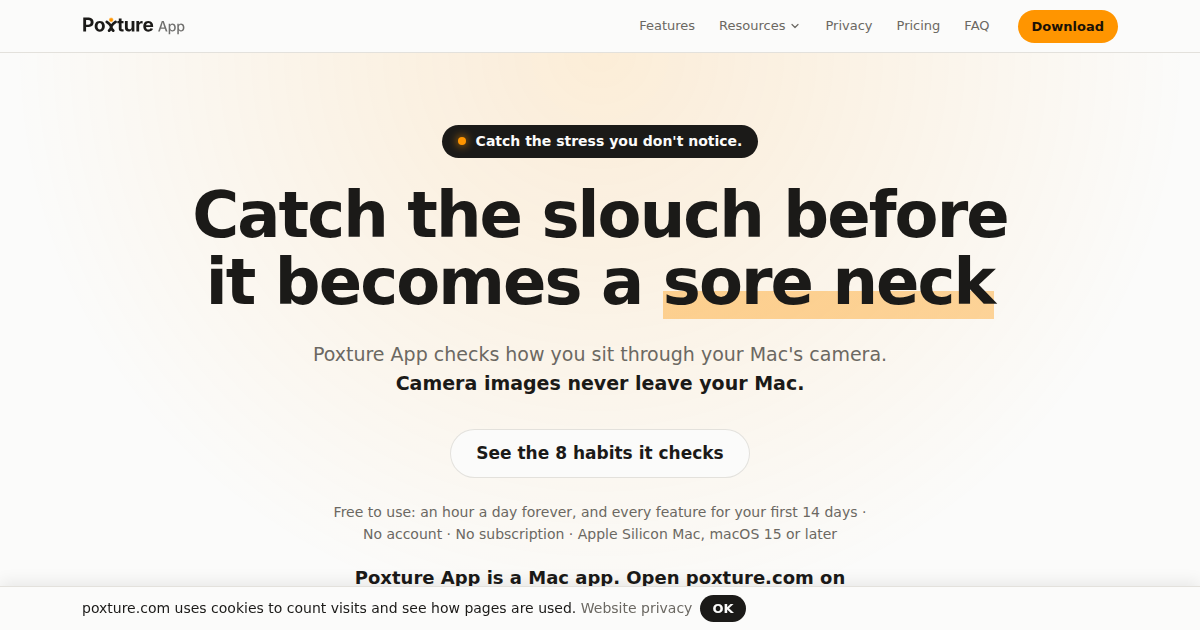 Poxture App
Features
Resources
Privacy
Pricing
FAQ
Download
Catch the stress you don't notice.
Catch the slouch before
it becomes a sore neck
Poxture App checks how you sit through your Mac's camera.
Camera images never leave your Mac.
See the 8 habits it checks
Free to use: an hour a day forever, and every feature for your first 14 days ·
No account · No subscription · Apple Silicon Mac, macOS 15 or later
Poxture App is a Mac app. Open poxture.com on
poxture.com uses cookies to count visits and see how pages are used. Website privacy
OK